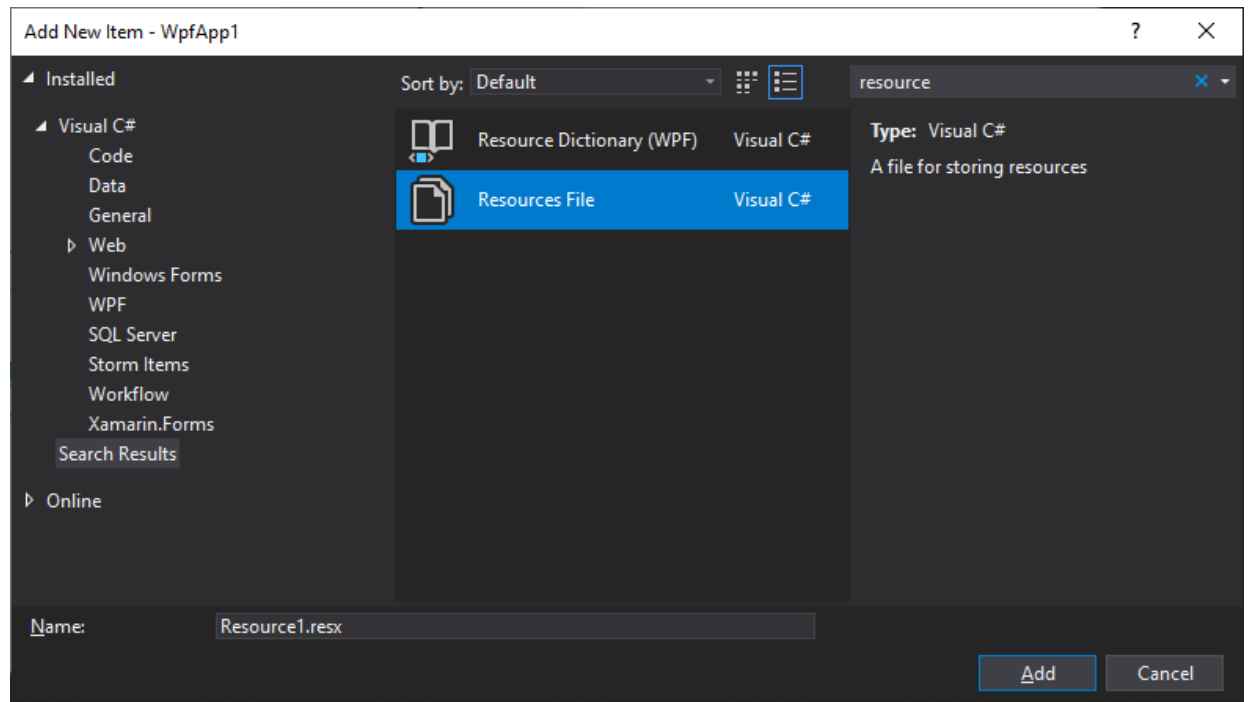 Add New Item - WpfApp1
?
Installed
Visual C#
Code
Data
General
Web
Windows Forms
WPF
SQL Server
Storm Items
Workflow
Xamarin.Forms
Search Results
Online
Sort by: Default
Resource Dictionary (WPF) Visual C#
Resources File Visual C#
resource
Type: Visual C#
A file for storing resources
Name: Resource1.resx
Add Cancel